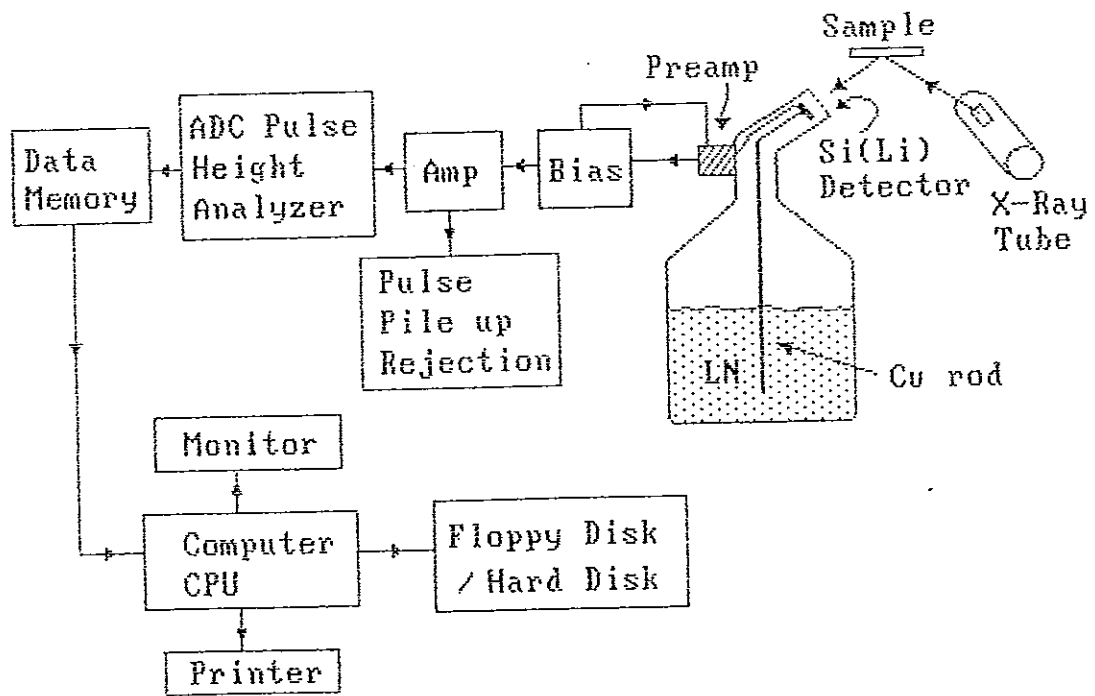 Sample
Preamp
Si(Li)
Detector
X-Ray
Tube
Data
Memory
ADC Pulse
Height
Analyzer
Amp
Bias
Pulse
Pile up
Rejection
LN
Cu rod
Monitor
Computer
CPU
Floppy Disk
/ Hard Disk
Printer